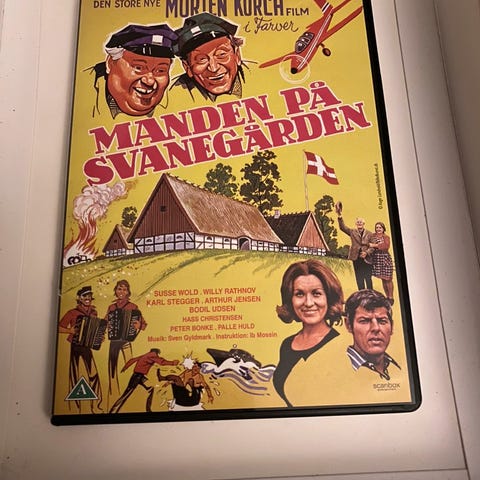 DEN STORE NYE MORTEN KORCH FILM
i Farver
MANDEN PÅ
SVANEGÅRDEN
SUSSE WOLD . WILLY RATHNOV
KARL STEGGER . ARTHUR JENSEN
BODIL UDSEN
HASS CHRISTENSEN
PETER BONKE . PALLE HULD
Musik: Sven Gyldmark . Instruktion: Ib Mossin
A
scanbox